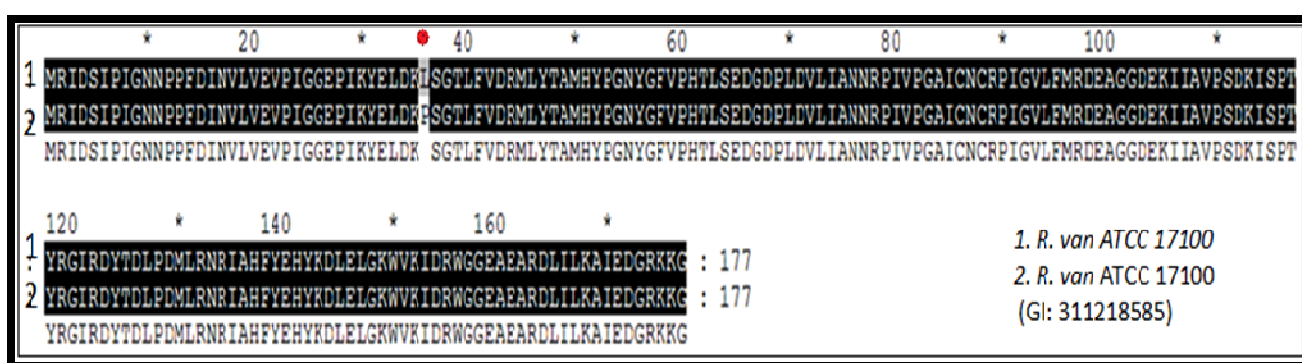 * 20 * 40 * 60 * 80 * 100 *
1 MRIDSIPIGNNPPFDINVLVEVPIGGEPIKYELDKLSGTLFVDRMLYTAMHYPGNYGFVPHTLSEDGDPLDVLIANNRPIVPGAICNCRPIGVLFMRDEAGGDEKIIAVPSDKISPT
2 MRIDSIPIGNNPPFDINVLVEVPIGGEPIKYELDKPSGTLFVDRMLYTAMHYPGNYGFVPHTLSEDGDPLDVLIANNRPIVPGAICNCRPIGVLFMRDEAGGDEKIIAVPSDKISPT
MRIDSIPIGNNPPFDINVLVEVPIGGEPIKYELDK SGTLFVDRMLYTAMHYPGNYGFVPHTLSEDGDPLDVLIANNRPIVPGAICNCRPIGVLFMRDEAGGDEKIIAVPSDKISPT
120 * 140 * 160 *
1 YRGIRDYTDLPDMLRNRIAHFYEHYKDLELGKWVKIDRWGGEAEARDLILKAIEDGRKKG : 177
2 YRGIRDYTDLPDMLRNRIAHFYEHYKDLELGKWVKIDRWGGEAEARDLILKAIEDGRKKG : 177
YRGIRDYTDLPDMLRNRIAHFYEHYKDLELGKWVKIDRWGGEAEARDLILKAIEDGRKKG
1. R. van ATCC 17100
2. R. van ATCC 17100
(GI: 311218585)